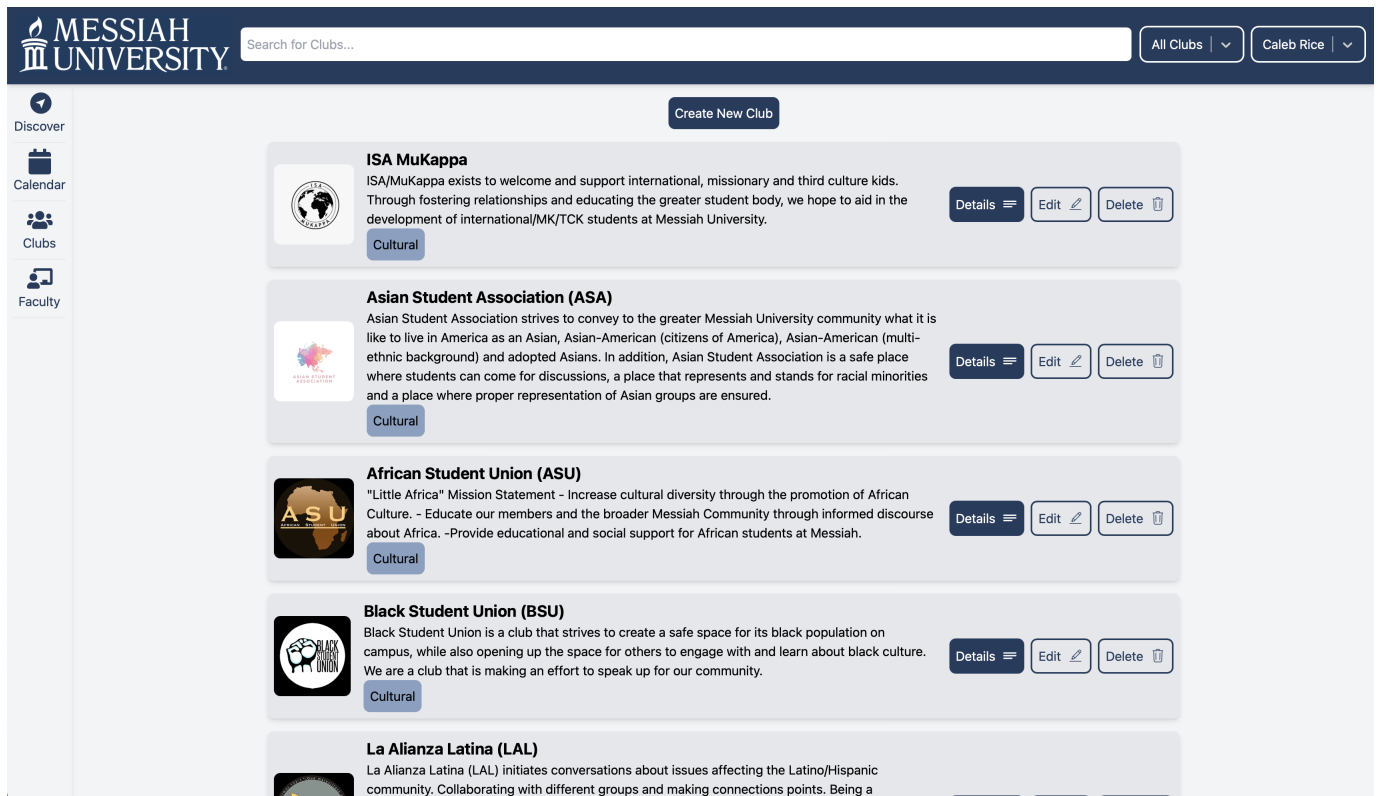 MESSIAH
UNIVERSITY
Search for Clubs...
All Clubs
Caleb Rice
Discover
Calendar
Clubs
Faculty
Create New Club
ISA MuKappa
ISA/MuKappa exists to welcome and support international, missionary and third culture kids.
Through fostering relationships and educating the greater student body, we hope to aid in the
development of international/MK/TCK students at Messiah University.
Cultural
Details
Edit
Delete
ISA
MUKAPPA
Asian Student Association (ASA)
Asian Student Association strives to convey to the greater Messiah University community what it is
like to live in America as an Asian, Asian-American (citizens of America), Asian-American (multi-
ethnic background) and adopted Asians. In addition, Asian Student Association is a safe place
where students can come for discussions, a place that represents and stands for racial minorities
and a place where proper representation of Asian groups are ensured.
Cultural
Details
Edit
Delete
ASIAN STUDENT
ASSOCIATION
African Student Union (ASU)
"Little Africa" Mission Statement - Increase cultural diversity through the promotion of African
Culture. - Educate our members and the broader Messiah Community through informed discourse
about Africa. -Provide educational and social support for African students at Messiah.
Cultural
Details
Edit
Delete
ASU
AFRICAN STUDENT UNION
Black Student Union (BSU)
Black Student Union is a club that strives to create a safe space for its black population on
campus, while also opening up the space for others to engage with and learn about black culture.
We are a club that is making an effort to speak up for our community.
Cultural
Details
Edit
Delete
BLACK
STUDENT
UNION
La Alianza Latina (LAL)
La Alianza Latina (LAL) initiates conversations about issues affecting the Latino/Hispanic
community. Collaborating with different groups and making connections points. Being a